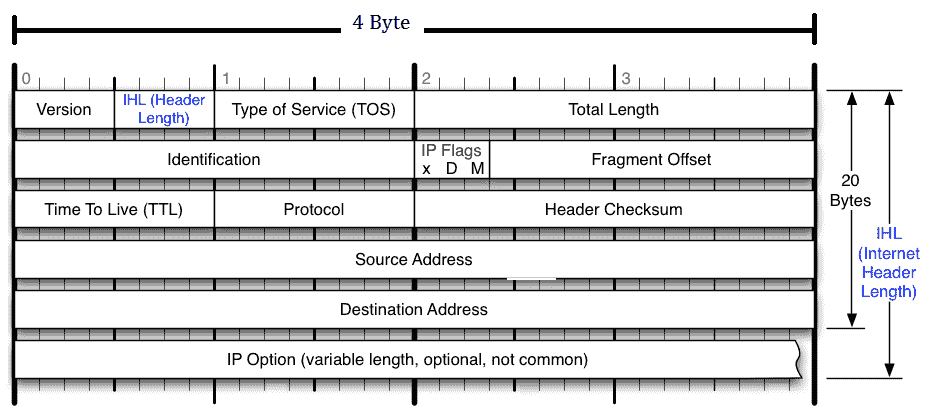 4 Byte
0 1 2 3
Version
IHL (Header
Length)
Type of Service (TOS)
Total Length
Identification
IP Flags
x D M
Fragment Offset
Time To Live (TTL)
Protocol
Header Checksum
Source Address
Destination Address
IP Option (variable length, optional, not common)
20
Bytes
IHL
(Internet
Header
Length)